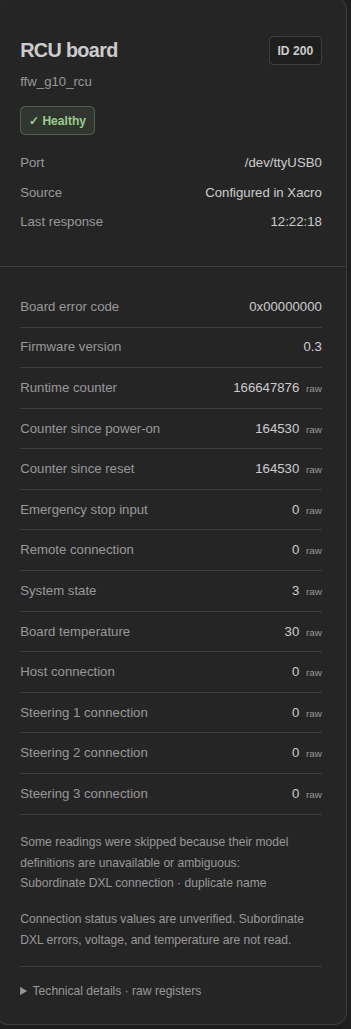 RCU board
ID 200
ffw_g10_rcu
✓ Healthy
Port /dev/ttyUSB0
Source Configured in Xacro
Last response 12:22:18
Board error code 0x00000000
Firmware version 0.3
Runtime counter 166647876 raw
Counter since power-on 164530 raw
Counter since reset 164530 raw
Emergency stop input 0 raw
Remote connection 0 raw
System state 3 raw
Board temperature 30 raw
Host connection 0 raw
Steering 1 connection 0 raw
Steering 2 connection 0 raw
Steering 3 connection 0 raw
Some readings were skipped because their model
definitions are unavailable or ambiguous:
Subordinate DXL connection · duplicate name
Connection status values are unverified. Subordinate
DXL errors, voltage, and temperature are not read.
▶ Technical details · raw registers